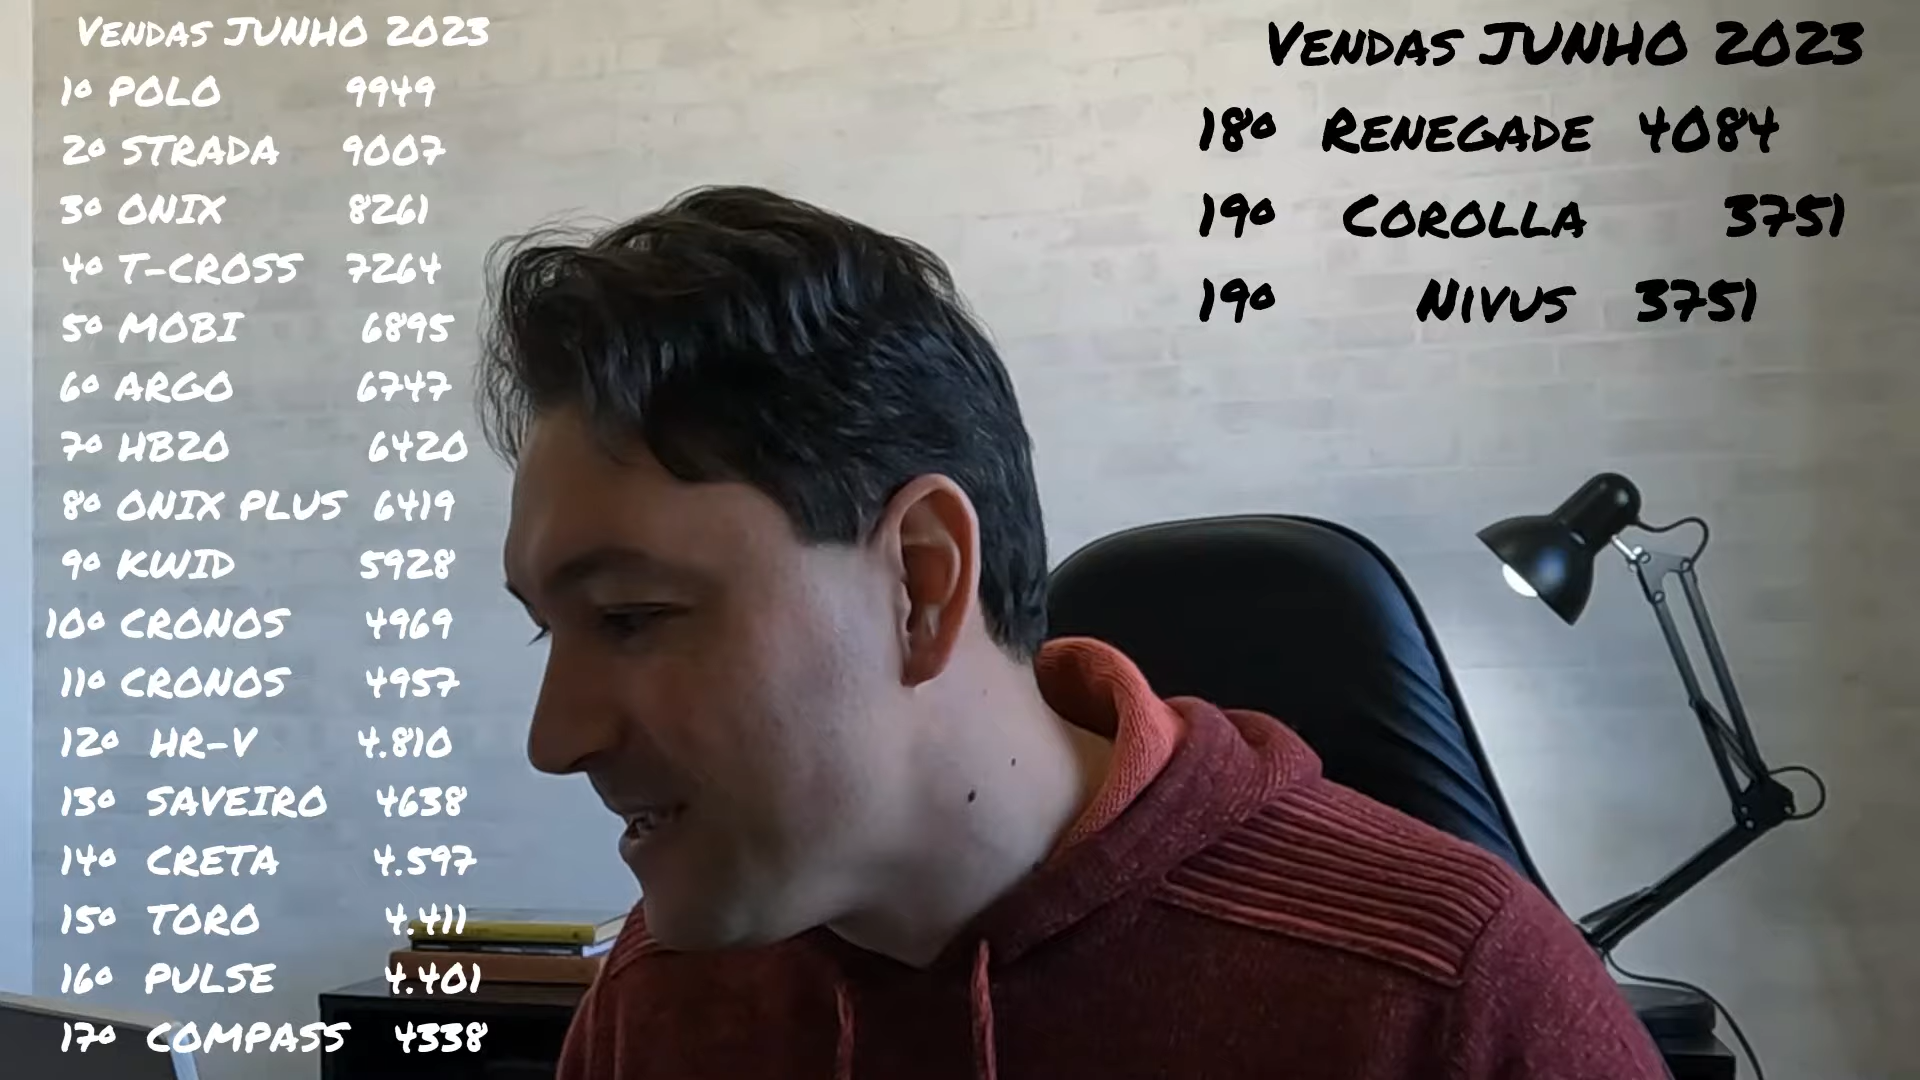 Vendas JUNHO 2023
1º POLO 9949
2º STRADA 9007
3º ONIX 8261
4º T-CROSS 7264
5º MOBI 6895
6º ARGO 6747
7º HB20 6420
8º ONIX PLUS 6419
9º KWID 5928
10º CRONOS 4969
11º CRONOS 4957
12º HR-V 4.810
13º SAVEIRO 4638
14º CRETA 4.597
15º TORO 4.411
16º PULSE 4.401
17º COMPASS 4338
Vendas JUNHO 2023
18º Renegade 4084
19º Corolla 3751
19º Nivus 3751